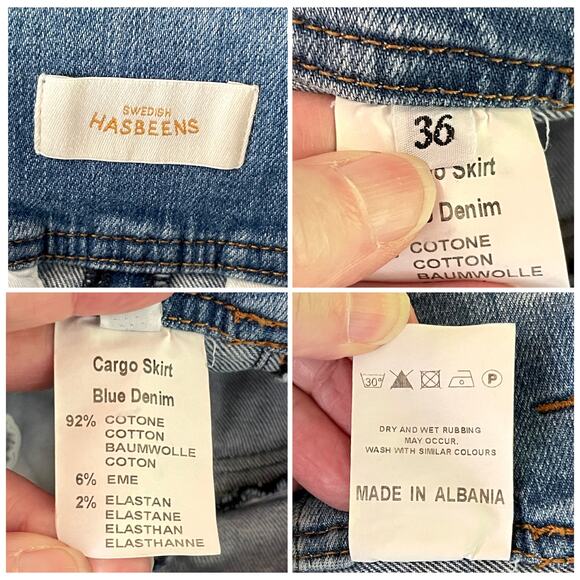 SWEDISH
HASBEENS
36
o Skirt
Denim
COTONE
COTTON
BAUMWOLLE
Cargo Skirt
Blue Denim
92% COTONE
COTTON
BAUMWOLLE
COTON
6% EME
2% ELASTAN
ELASTANE
ELASTHAN
ELASTHANNE
30°
P
DRY AND WET RUBBING
MAY OCCUR.
WASH WITH SIMILAR COLOURS
MADE IN ALBANIA